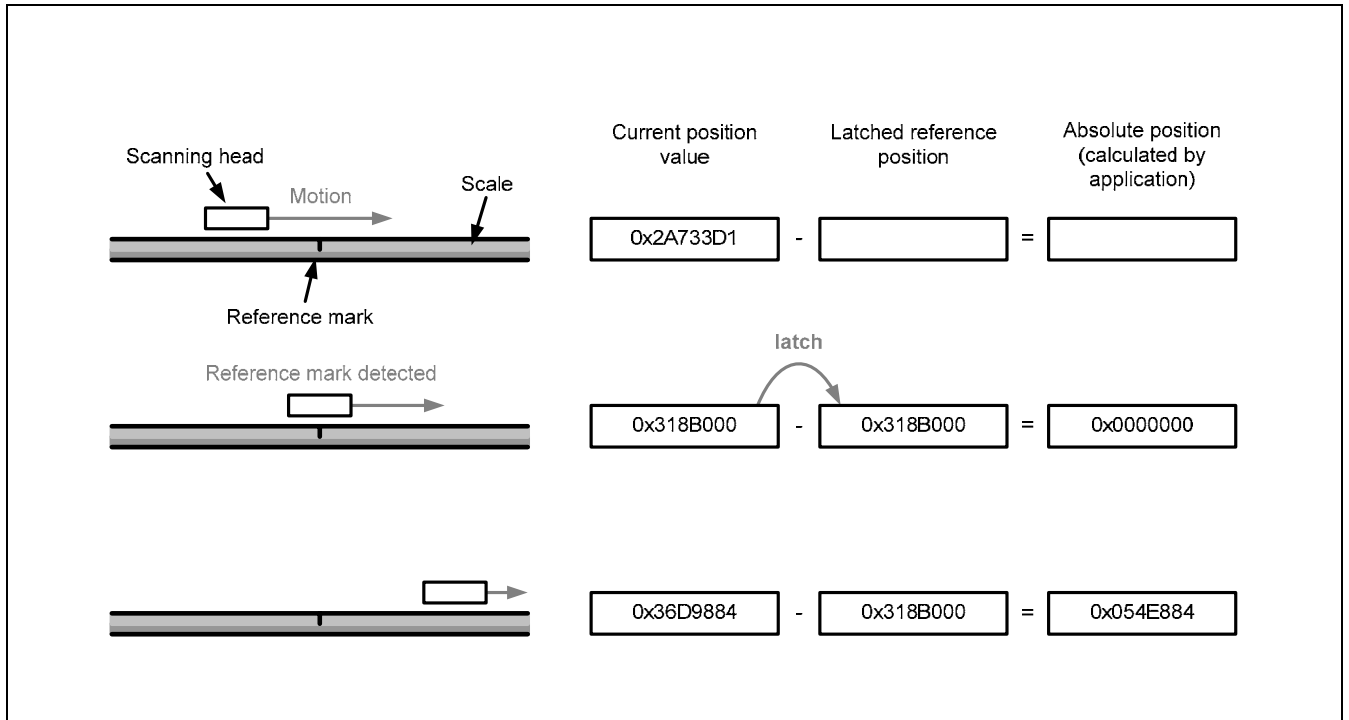 Scanning head
Motion
Scale
Reference mark
Current position
value
Latched reference
position
Absolute position
(calculated by
application)
0x2A733D1 - =
Reference mark detected
latch
0x318B000 - 0x318B000 = 0x0000000
0x36D9884 - 0x318B000 = 0x054E884